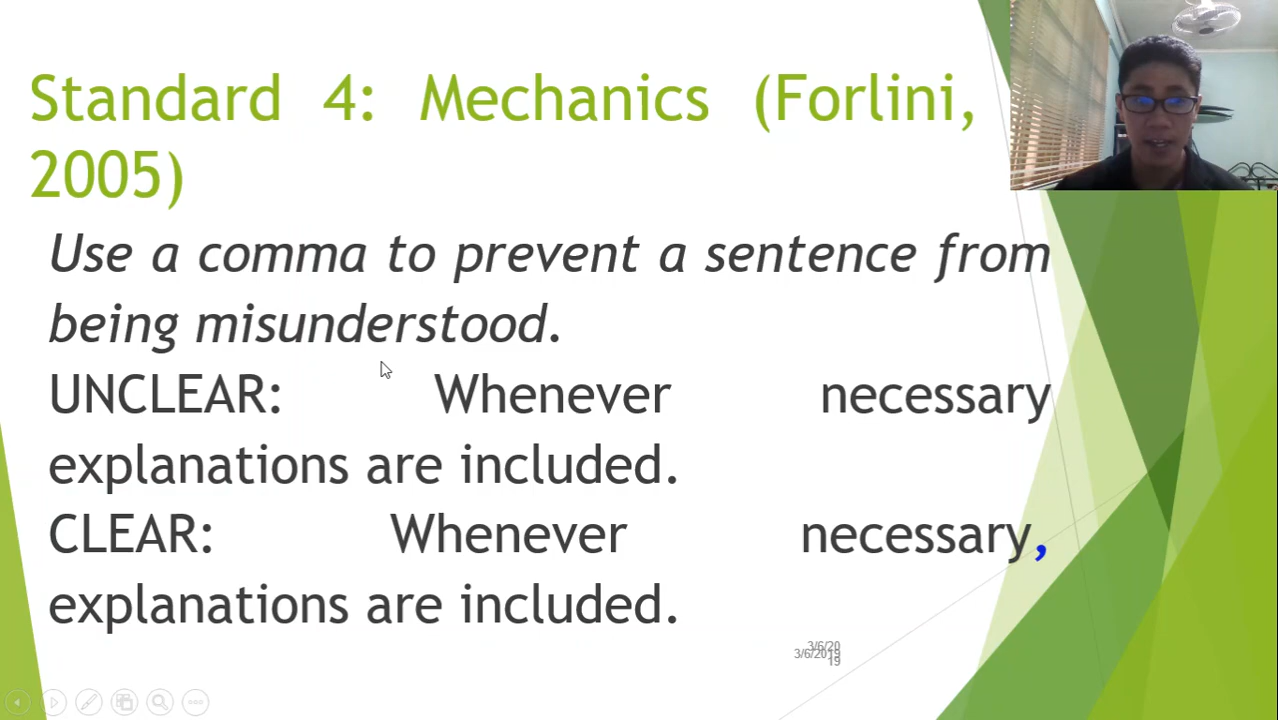 Standard 4: Mechanics (Forlini,
2005)
Use a comma to prevent a sentence from
being misunderstood.
UNCLEAR: Whenever necessary
explanations are included.
CLEAR: Whenever necessary,
explanations are included.
3/6/20
3/6/2019
19